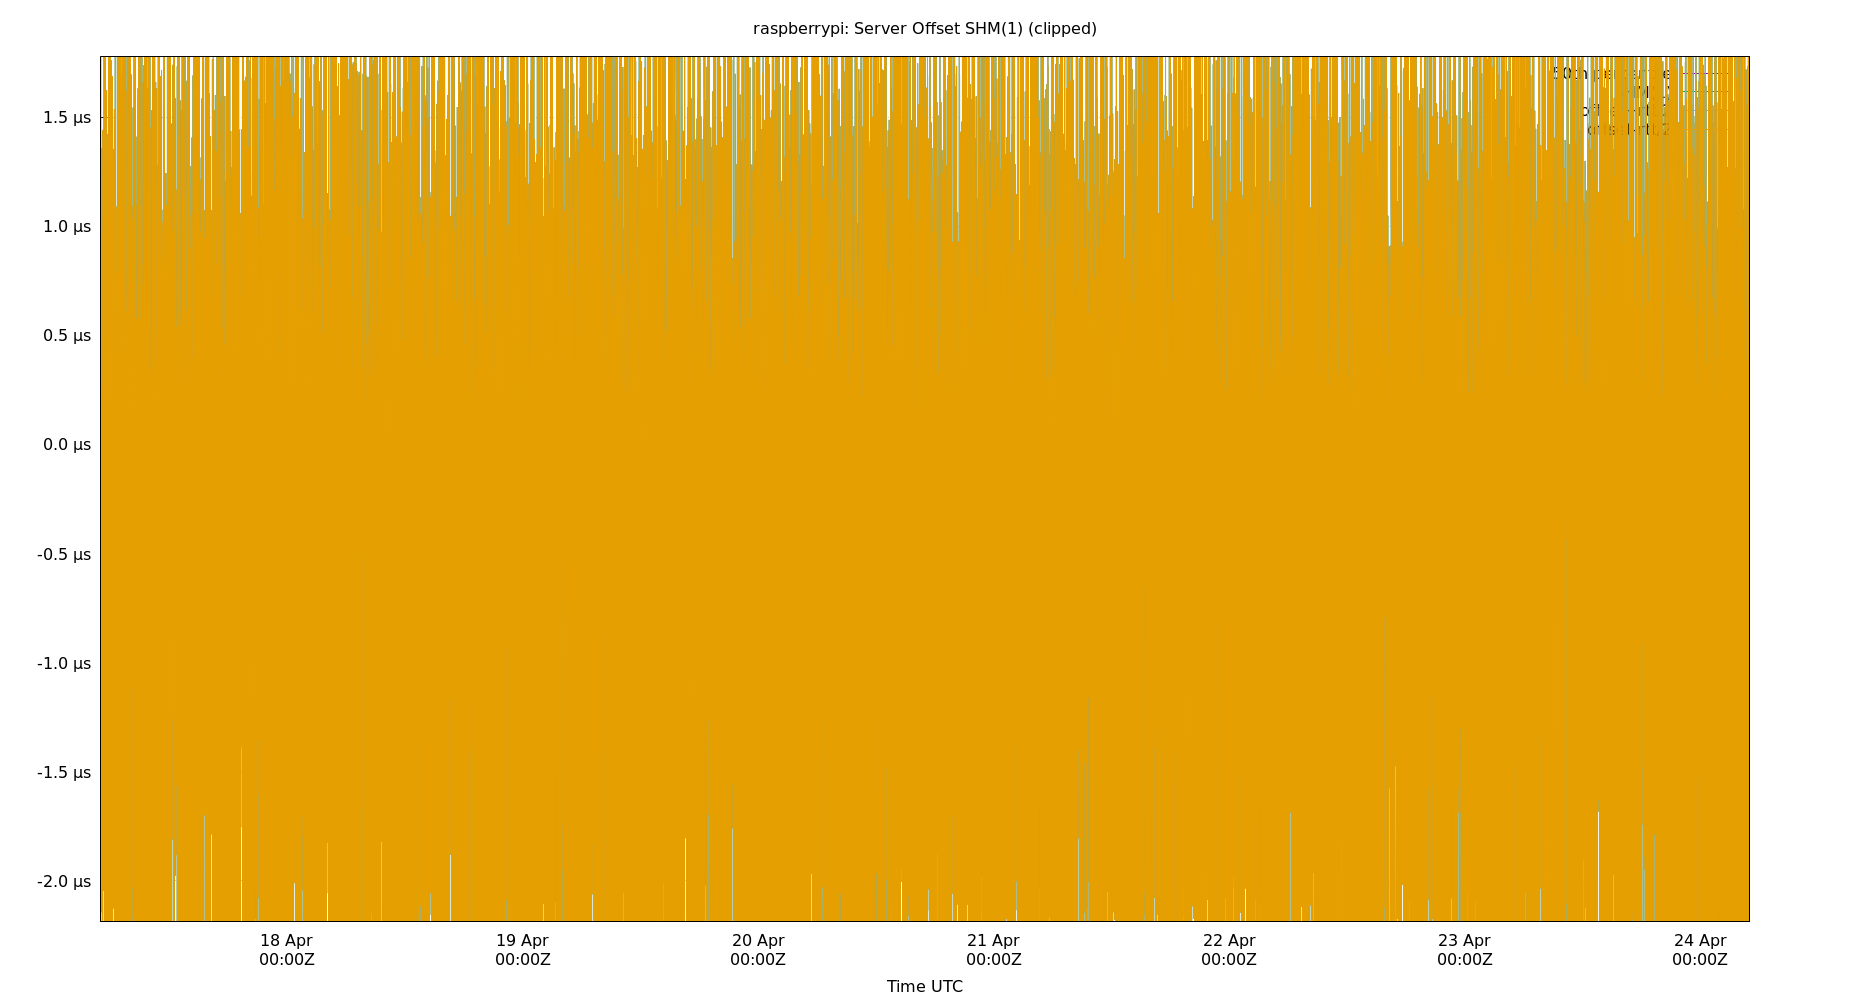 raspberrypi: Server Offset SHM(1) (clipped)
1.5 µs
1.0 µs
0.5 µs
0.0 µs
-0.5 µs
-1.0 µs
-1.5 µs
-2.0 µs
18 Apr
00:00Z
19 Apr
00:00Z
20 Apr
00:00Z
21 Apr
00:00Z
22 Apr
00:00Z
23 Apr
00:00Z
24 Apr
00:00Z
Time UTC